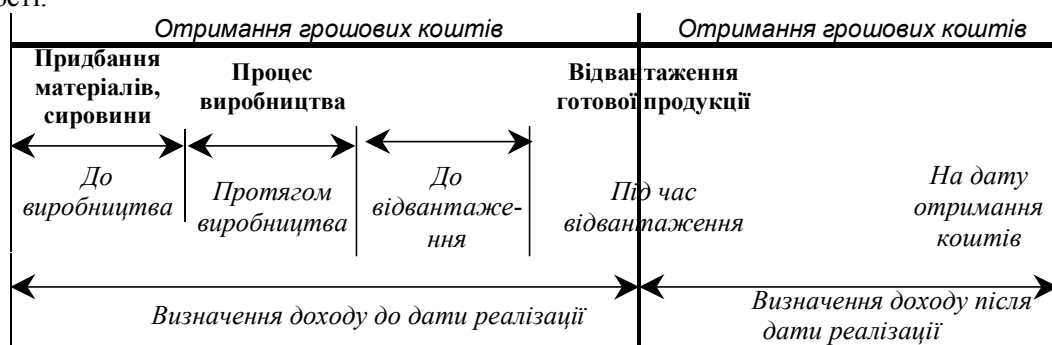 ості.
Отримання грошових коштів
Отримання грошових коштів
Придбання
матеріалів,
сировини
Процес
виробництва
Відвантаження
готової продукції
До
виробництва
Протягом
виробництва
До
відвантаже-
ння
Під час
відвантаження
На дату
отримання
коштів
Визначення доходу до дати реалізації
Визначення доходу після
дати реалізації